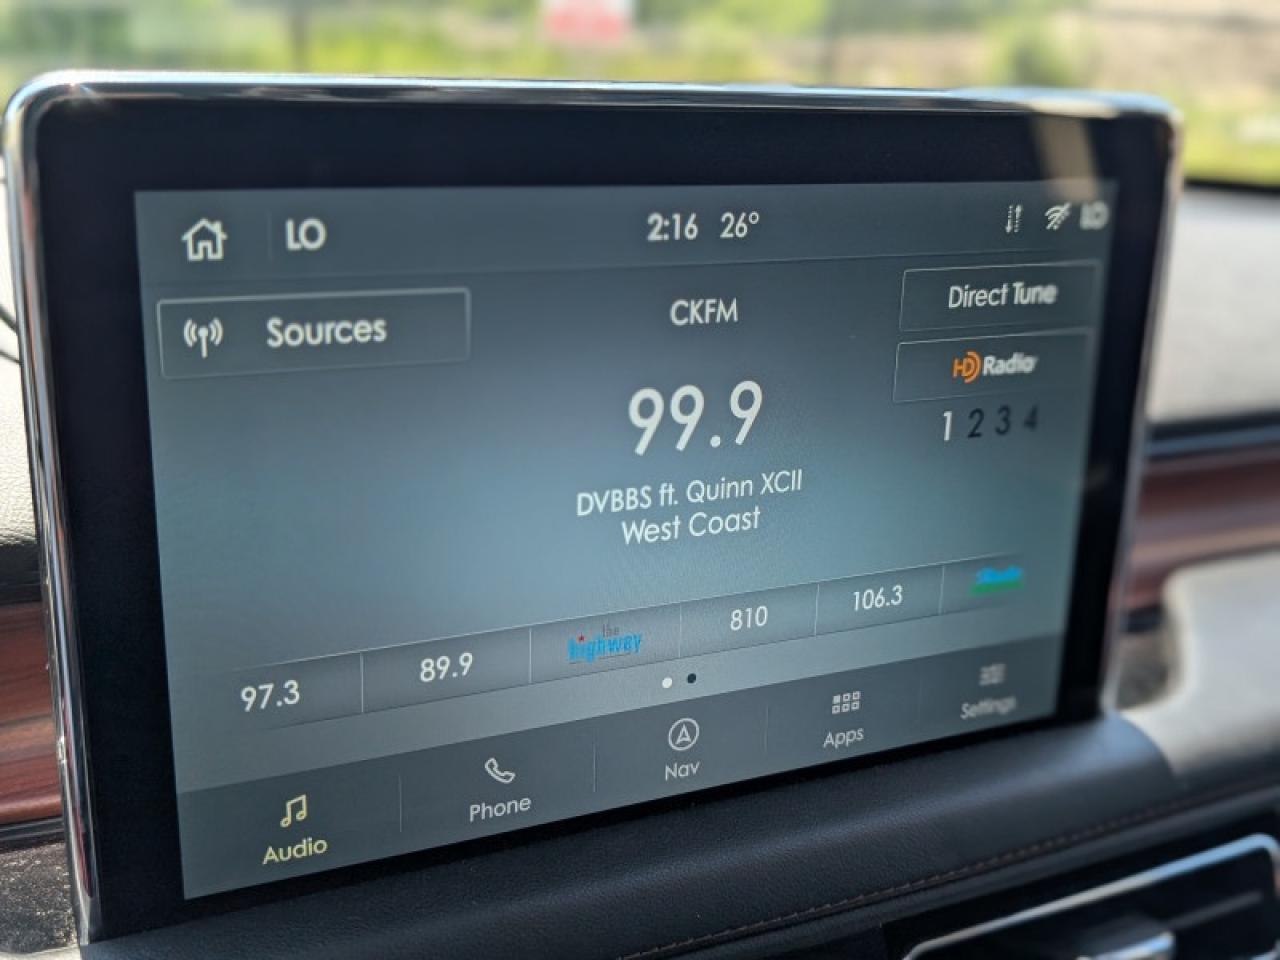 LO
2:16 26°
LO
Sources
CKFM
Direct Tune
HD Radio
1 2 3 4
99.9
DVBBS ft. Quinn XCII
West Coast
97.3
89.9
the
highway
810
106.3
Audio
Phone
Nav
Apps
Settings